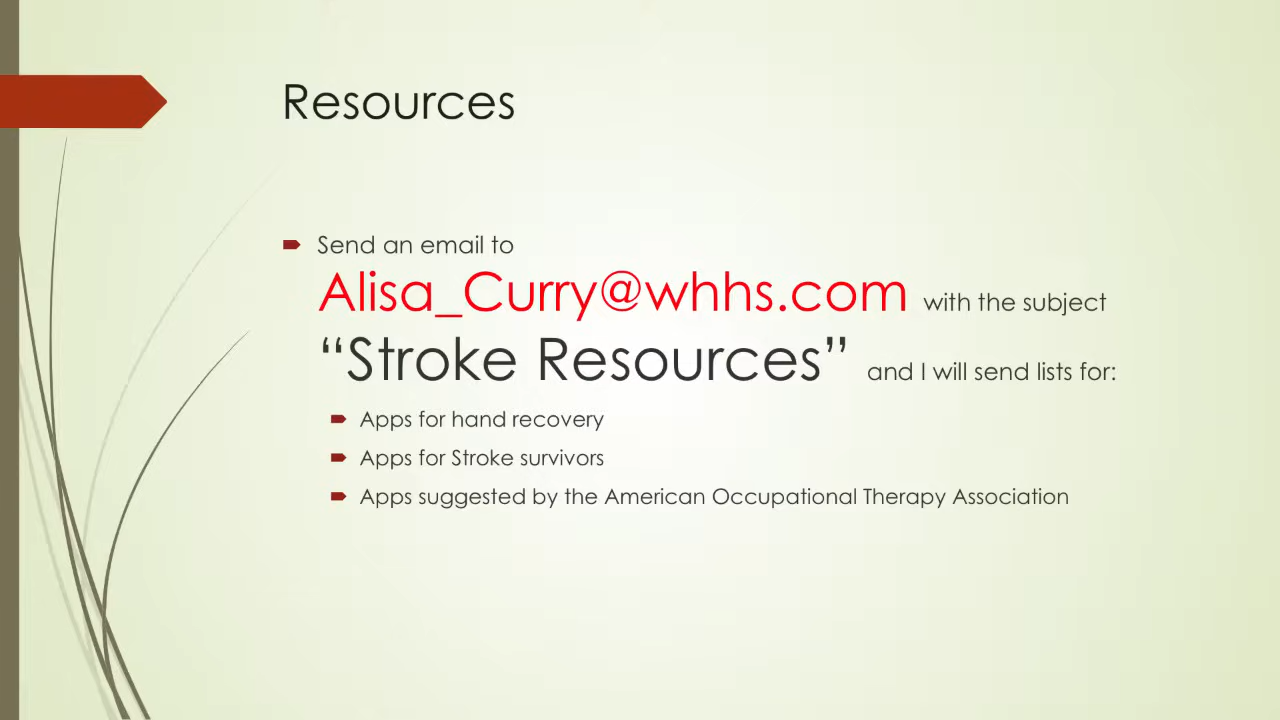 Resources
Send an email to
Alisa_Curry@whhs.com with the subject
“Stroke Resources” and I will send lists for:
Apps for hand recovery
Apps for Stroke survivors
Apps suggested by the American Occupational Therapy Association